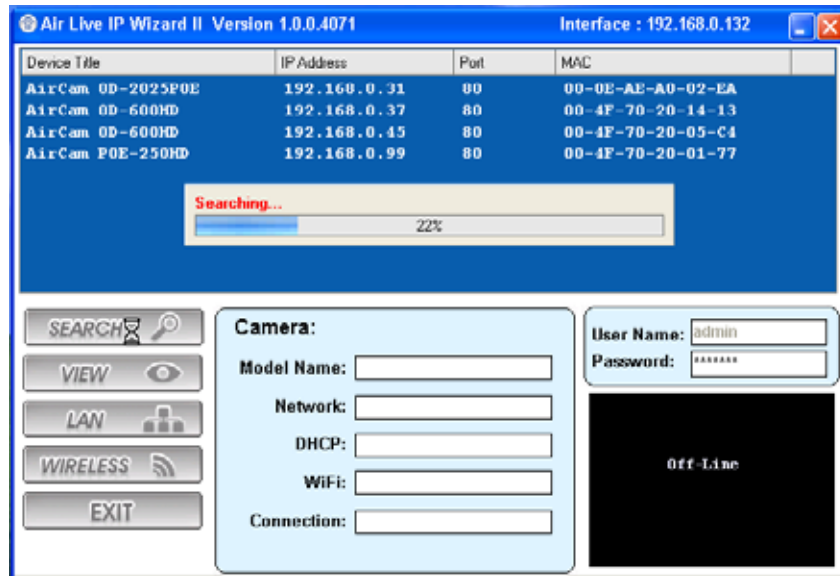 Air Live IP Wizard II Version 1.0.0.4071 Interface : 192.168.0.132
Device Title IP Address Port MAC
AirCam OD-2025POE 192.168.0.31 80 00-0E-AE-A0-02-EA
AirCam OD-600HD 192.168.0.37 80 00-4F-70-20-14-13
AirCam OD-600HD 192.168.0.45 80 00-4F-70-20-05-C4
AirCam POE-250HD 192.168.0.99 80 00-4F-70-20-01-77
Searching...
22%
SEARCH
VIEW
LAN
WIRELESS
EXIT
Camera:
Model Name:
Network:
DHCP:
WiFi:
Connection:
User Name: admin
Password: *******
Off-Line